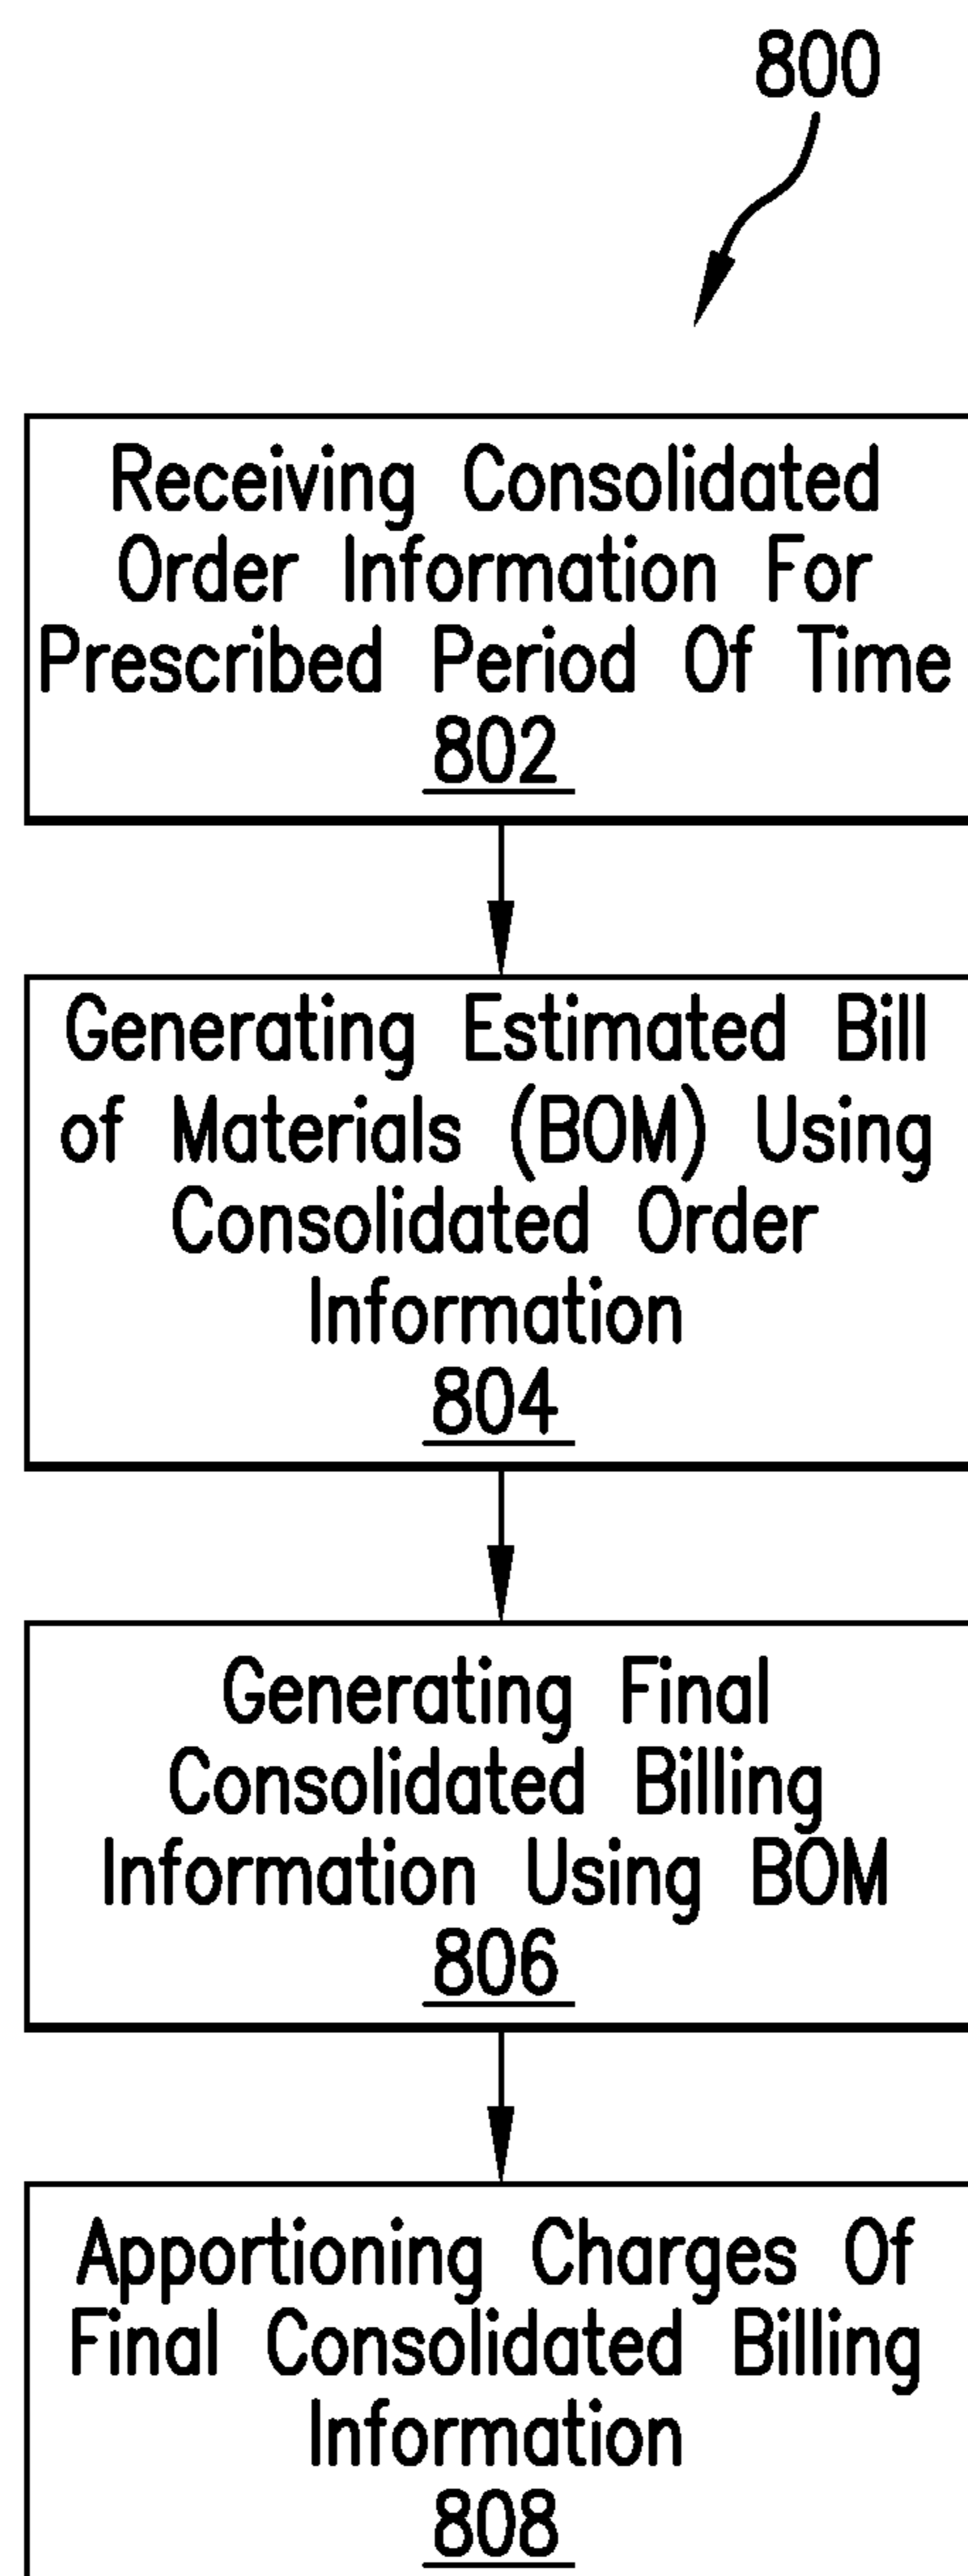 800
Receiving Consolidated
Order Information For
Prescribed Period Of Time
802
Generating Estimated Bill
of Materials (BOM) Using
Consolidated Order
Information
804
Generating Final
Consolidated Billing
Information Using BOM
806
Apportioning Charges Of
Final Consolidated Billing
Information
808